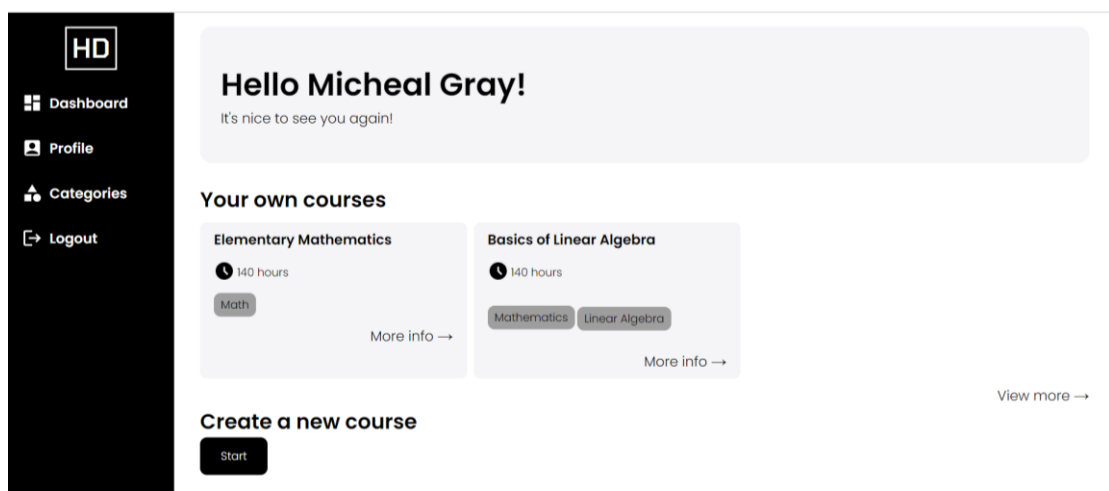 HD
Dashboard
Profile
Categories
Logout
Hello Micheal Gray!
It's nice to see you again!
Your own courses
Elementary Mathematics
140 hours
Math
More info →
Basics of Linear Algebra
140 hours
Mathematics Linear Algebra
More info →
View more →
Create a new course
Start